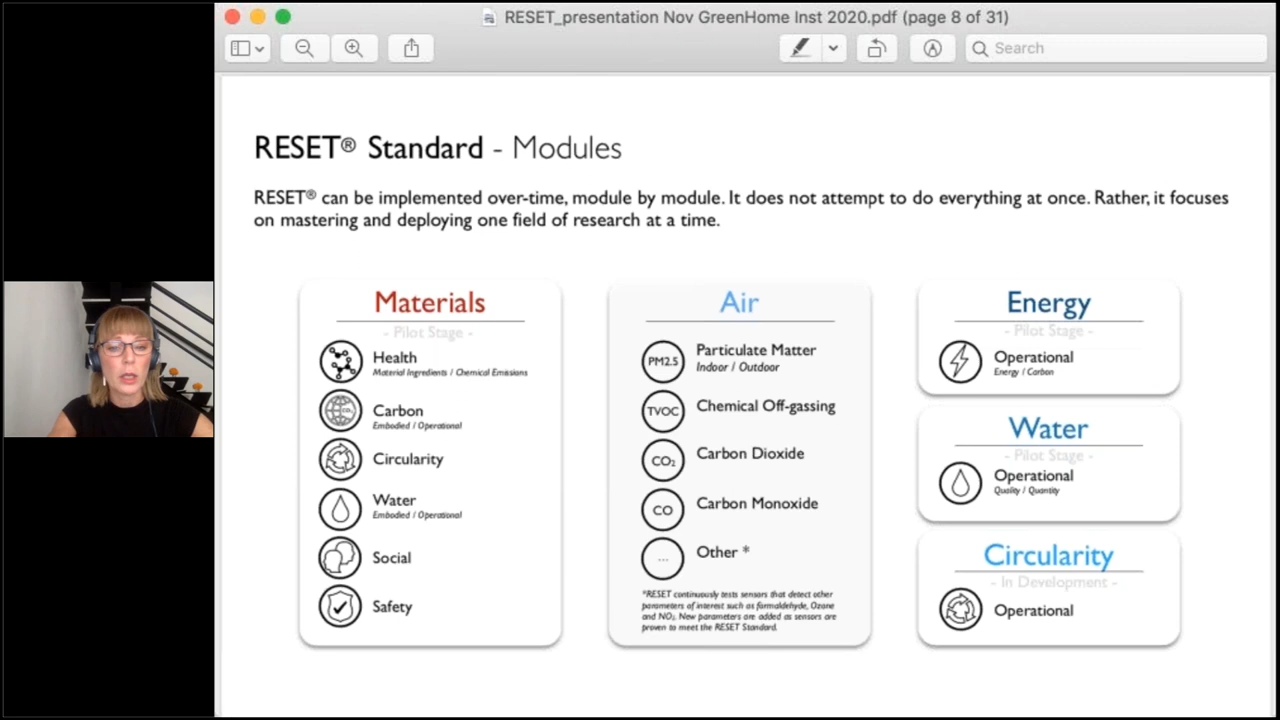 RESET_presentation Nov GreenHome Inst 2020.pdf (page 8 of 31)
Search
RESET® Standard - Modules
RESET® can be implemented over-time, module by module. It does not attempt to do everything at once. Rather, it focuses
on mastering and deploying one field of research at a time.
Materials
- Pilot Stage -
Health
Material Ingredients / Chemical Emissions
CO₂
Carbon
Embodied / Operational
Circularity
Water
Embodied / Operational
Social
Safety
Air
PM2.5
Particulate Matter
Indoor / Outdoor
TVOC
Chemical Off-gassing
CO₂
Carbon Dioxide
CO
Carbon Monoxide
...
Other *
*RESET continuously tests sensors that detect other
parameters of interest such as formaldehyde, Ozone
and NO₂. New parameters are added as sensors are
proven to meet the RESET Standard.
Energy
- Pilot Stage -
Operational
Energy / Carbon
Water
- Pilot Stage -
Operational
Quality / Quantity
Circularity
- In Development -
Operational